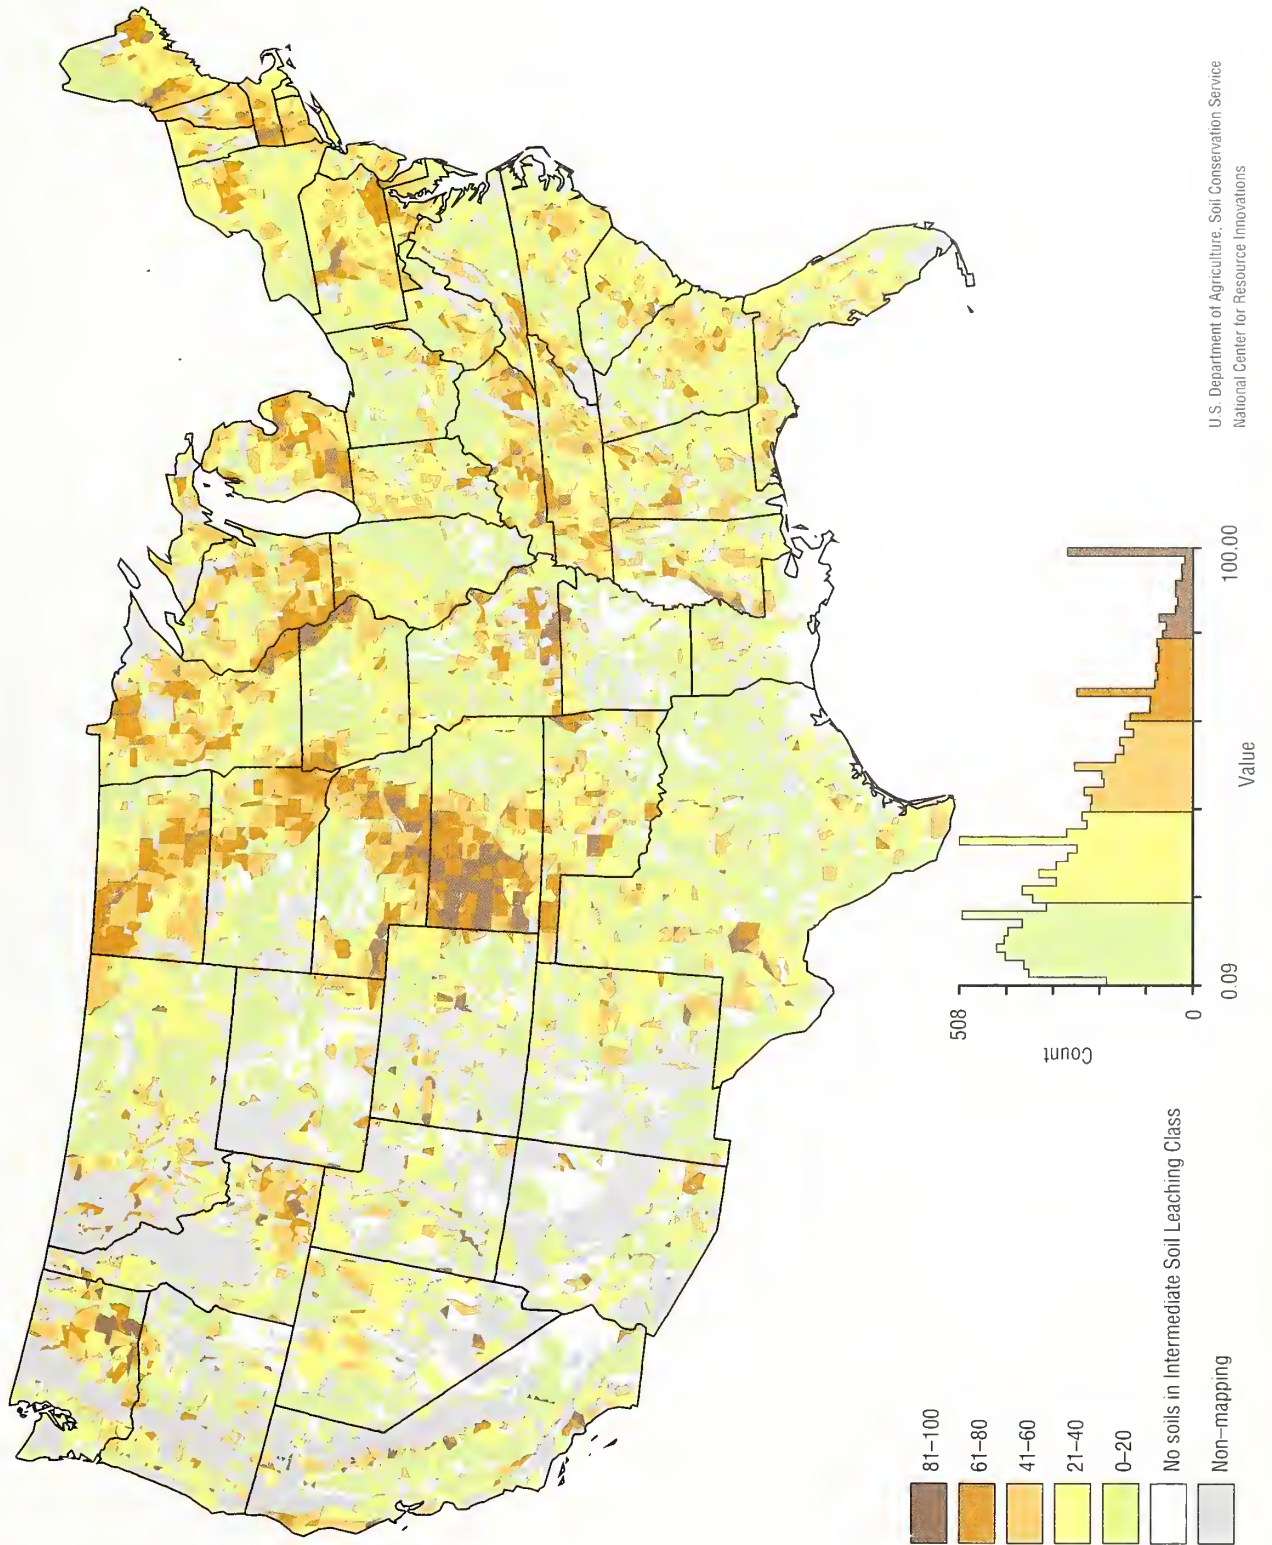 81–100
61–80
41–60
21–40
0–20
No soils in Intermediate Soil Leaching Class
Non–mapping
508
Count
0
0.09
100.00
Value
U.S. Department of Agriculture, Soil Conservation Service
National Center for Resource Innovations